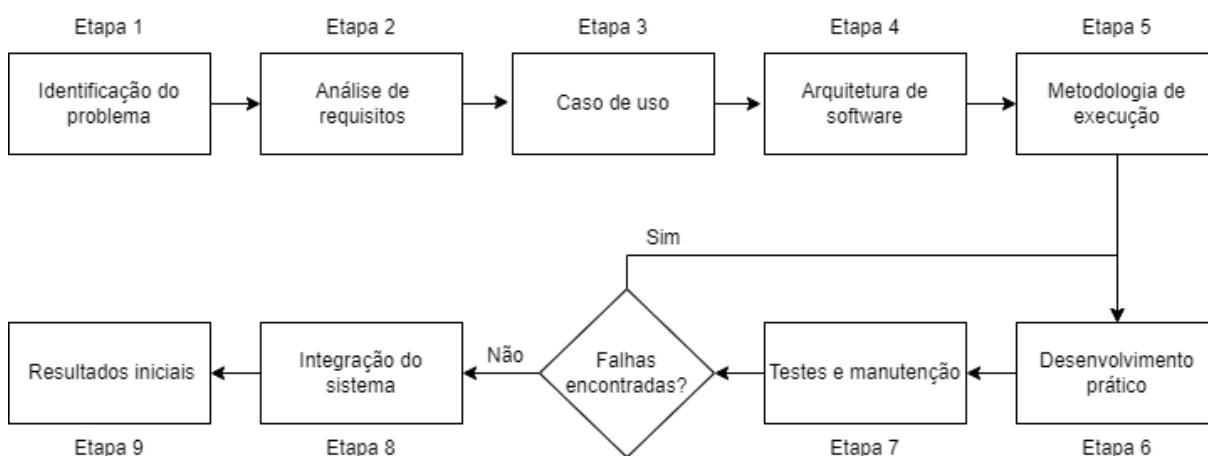 Etapa 1
Etapa 2
Etapa 3
Etapa 4
Etapa 5
Identificação do
problema
Análise de
requisitos
Caso de uso
Arquitetura de
software
Metodologia de
execução
Sim
Resultados iniciais
Integração do
sistema
Não
Falhas
encontradas?
Testes e manutenção
Desenvolvimento
prático
Etapa 9
Etapa 8
Etapa 7
Etapa 6